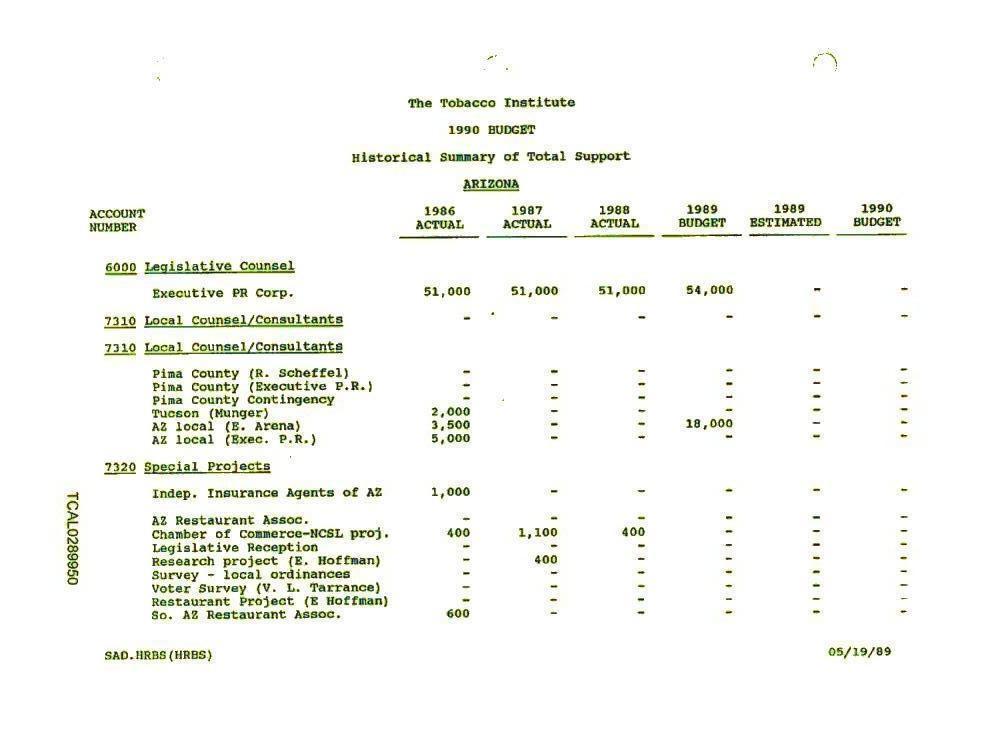 The Tobacco Institute
1990 BUDGET
Historical Summary of Total Support
ARIZONA
ACCOUNT NUMBER 1986 ACTUAL 1987 ACTUAL 1988 ACTUAL 1989 BUDGET 1989 ESTIMATED 1990 BUDGET
6000 Legislative Counsel
Executive PR Corp. 51,000 51,000 51,000 54,000 - -
7310 Local Counsel/Consultants - - - - - -
7310 Local Counsel/Consultants
Pima County (R. Scheffel) - - - - - -
Pima County (Executive P.R.) - - - - - -
Pima County Contingency - - - - - -
Tucson (Munger) 2,000 - - - - -
AZ local (E. Arena) 3,500 - - 18,000 - -
AZ local (Exec. P.R.) 5,000 - - - - -
7320 Special Projects
Indep. Insurance Agents of AZ 1,000 - - - - -
AZ Restaurant Assoc. - - - - - -
Chamber of Commerce-NCSL proj. 400 1,100 400 - - -
Legislative Reception - - - - - -
Research project (E. Hoffman) - 400 - - - -
Survey - local ordinances - - - - - -
Voter Survey (V. L. Tarrance) - - - - - -
Restaurant Project (E Hoffman) - - - - - -
So. AZ Restaurant Assoc. 600 - - - - -
SAD.HRBS(HRBS) 05/19/89
TCAL0289950